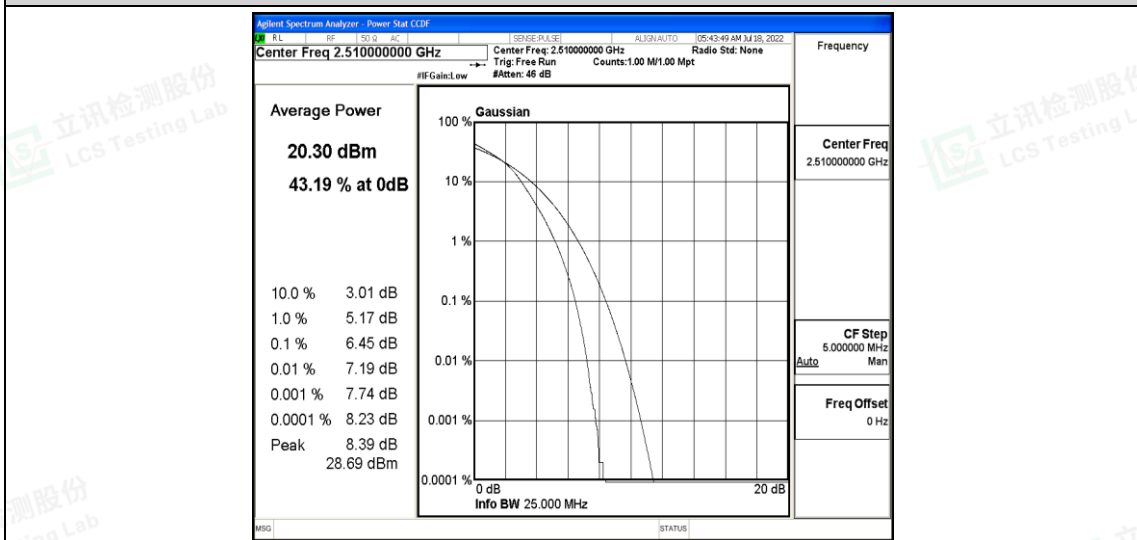 Agilent Spectrum Analyzer - Power Stat CCDF
RL RF 50 Ω AC SENSE:PULSE ALIGNAUTO 05:43:49 AM Jul 18, 2022
Center Freq 2.510000000 GHz
Center Freq: 2.510000000 GHz Radio Std: None
Trig: Free Run Counts:1.00 M/1.00 Mpt
#IFGain:Low #Atten: 46 dB
Frequency
Average Power
20.30 dBm
43.19 % at 0dB
10.0 % 3.01 dB
1.0 % 5.17 dB
0.1 % 6.45 dB
0.01 % 7.19 dB
0.001 % 7.74 dB
0.0001 % 8.23 dB
Peak 8.39 dB
28.69 dBm
Gaussian
100 %
10 %
1 %
0.1 %
0.01 %
0.001 %
0.0001 %
0 dB 20 dB
Info BW 25.000 MHz
Center Freq
2.510000000 GHz
CF Step
5.000000 MHz
Auto Man
Freq Offset
0 Hz
MSG STATUS
立讯检测股份
LCS Testing Lab
立讯检测股份
LCS Testing L
测股份
ng Lab
立